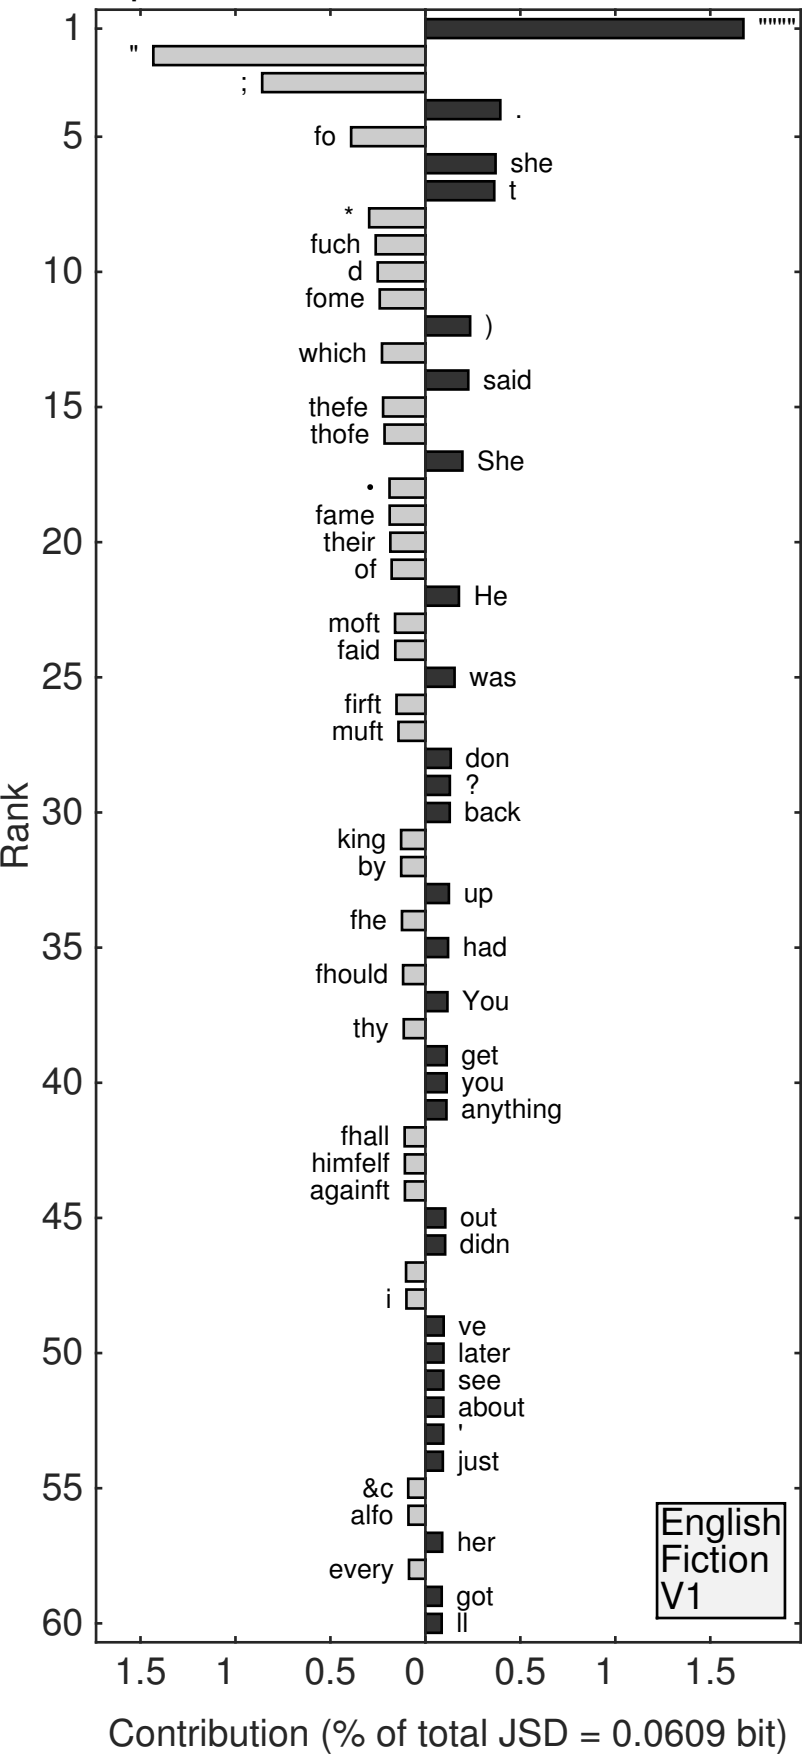 1 """"
"
;
.
5 fo
she
t
*
fuch
10 d
fome
)
which
said
15 thefe
thofe
She
•
fame
20 their
of
He
moft
faid
25 was
firft
muft
don
?
30 back
king
by
up
fhe
35 had
fhould
You
thy
get
40 you
anything
fhall
himfelf
againft
45 out
didn
i
ve
50 later
see
about
'
just
55 &c
alfo
her
every
got
60 ll
Rank
English
Fiction
V1
1.5 1 0.5 0 0.5 1 1.5
Contribution (% of total JSD = 0.0609 bit)